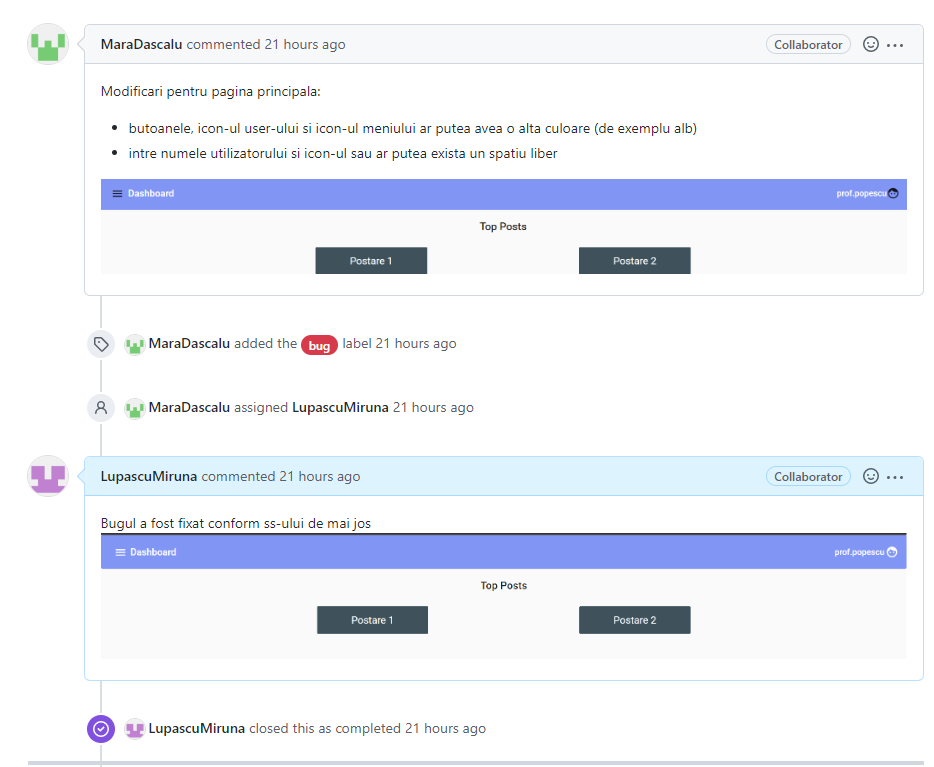 MaraDascalu commented 21 hours ago
Collaborator
Modificari pentru pagina principala:
butoanele, icon-ul user-ului si icon-ul meniului ar putea avea o alta culoare (de exemplu alb)
intre numele utilizatorului si icon-ul sau ar putea exista un spatiu liber
Dashboard
prof.popescu
Top Posts
Postare 1
Postare 2
MaraDascalu added the bug label 21 hours ago
MaraDascalu assigned LupascuMiruna 21 hours ago
LupascuMiruna commented 21 hours ago
Collaborator
Bugul a fost fixat conform ss-ului de mai jos
Dashboard
prof.popescu
Top Posts
Postare 1
Postare 2
LupascuMiruna closed this as completed 21 hours ago